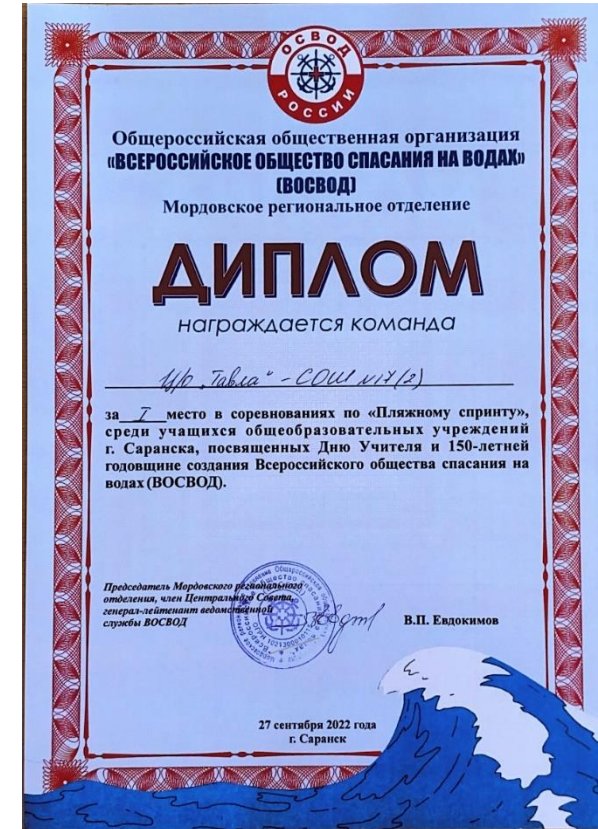 ОСВОД
РОССИИ
Общероссийская общественная организация
«ВСЕРОССИЙСКОЕ ОБЩЕСТВО СПАСАНИЯ НА ВОДАХ»
(ВОСВОД)
Мордовское региональное отделение
ДИПЛОМ
награждается команда
ЦО „Тавла" - СОШ №17(2)
за I место в соревнованиях по «Пляжному спринту»,
среди учащихся общеобразовательных учреждений
г. Саранска, посвященных Дню Учителя и 150-летней
годовщине создания Всероссийского общества спасания на
водах (ВОСВОД).
Председатель Мордовского регионального
отделения, член Центрального Совета,
генерал-лейтенант ведомственной
службы ВОСВОД
В.П. Евдокимов
27 сентября 2022 года
г. Саранск